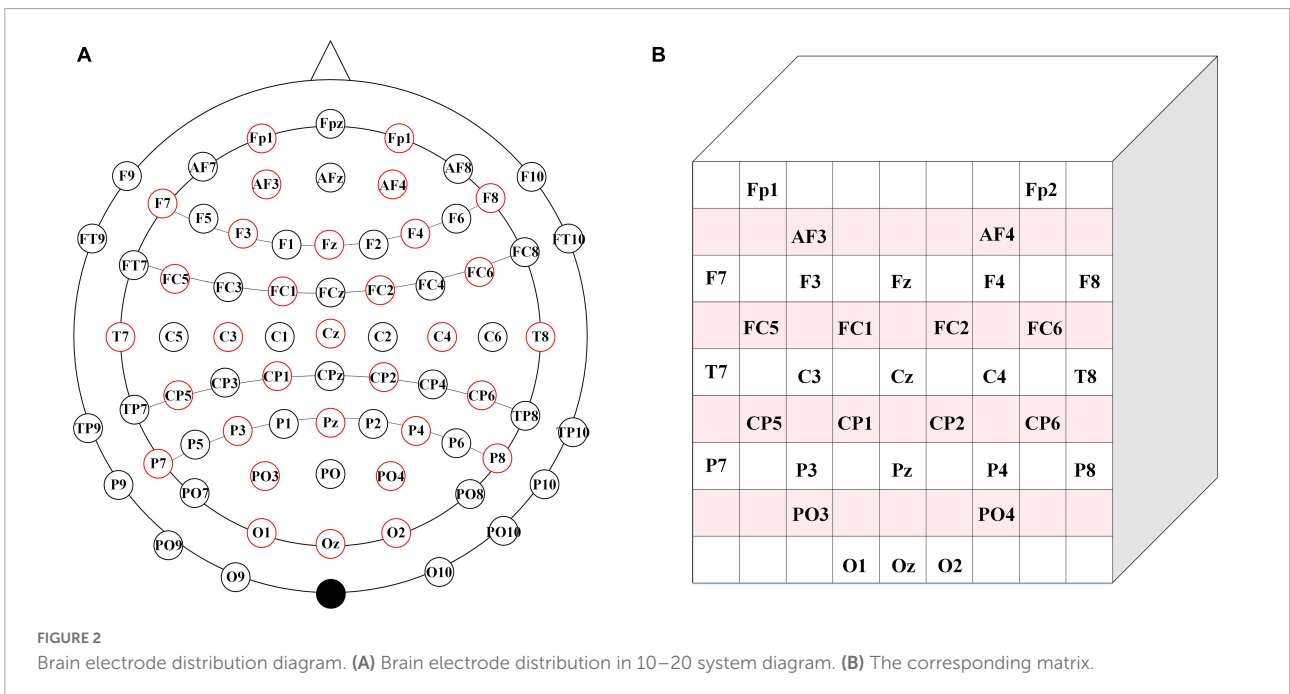 A
B
Fpz
Fp1 Fp1
AF7 AF8
F9 F10
AF3 AFz AF4
F7 F8
F5 F6
F3 F4
F1 Fz F2
FT9 FT10
FT7 FC8
FC5 FC6
FC3 FC4
FC1 FCz FC2
T7 C5 C3 C1 Cz C2 C4 C6 T8
CP5 CP3 CP1 CPz CP2 CP4 CP6
TP7 TP8
TP9 TP10
P7 P5 P3 P1 Pz P2 P4 P6 P8
PO3 PO PO4
P9 P10
PO7 PO8
O1 Oz O2
PO9 PO10
O9 O10
Fp1 Fp2
AF3 AF4
F7 F3 Fz F4 F8
FC5 FC1 FC2 FC6
T7 C3 Cz C4 T8
CP5 CP1 CP2 CP6
P7 P3 Pz P4 P8
PO3 PO4
O1 Oz O2
FIGURE 2
Brain electrode distribution diagram. (A) Brain electrode distribution in 10–20 system diagram. (B) The corresponding matrix.